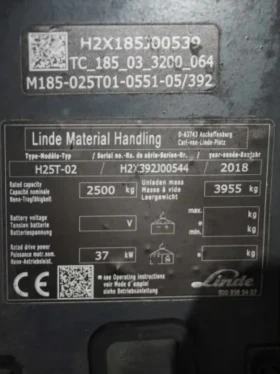 H2X185J00539
TC_185_03_3200_064
M185-025T01-0551-05/392
Linde Material Handling
D-63743 Aschaffenburg
Carl-von-Linde-Platz
Type-Modèle-Typ / Serial no.-No. de série-Serien-Nr. / year-année-Baujahr
H25T-02 / H2X392J00544 / 2018
Rated capacity
Capacité nominale
Nenn-Tragfähigkeit
2500 kg
Unladen mass
Masse à vide
Leergewicht
3955 kg
Battery voltage
Tension batterie
Batteriespannung
V
max. kg
min. kg
Rated drive power
Puissance mot. nom.
Nenn-Antriebsleist.
37 kW
kg
see Operating instructions
voir Mode d'emploi
siehe Betriebsanleitung
Linde